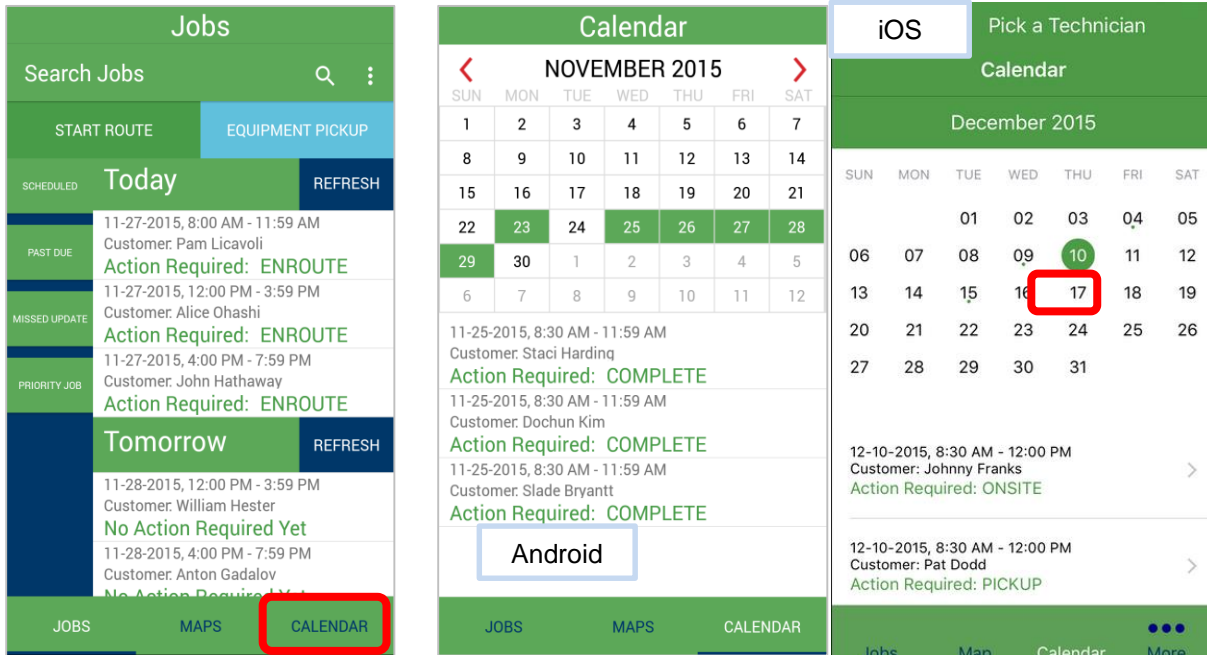 Jobs
Search Jobs
START ROUTE
EQUIPMENT PICKUP
SCHEDULED
Today
REFRESH
PAST DUE
MISSED UPDATE
PRIORITY JOB
11-27-2015, 8:00 AM - 11:59 AM
Customer: Pam Licavoli
Action Required: ENROUTE
11-27-2015, 12:00 PM - 3:59 PM
Customer: Alice Ohashi
Action Required: ENROUTE
11-27-2015, 4:00 PM - 7:59 PM
Customer: John Hathaway
Action Required: ENROUTE
Tomorrow
REFRESH
11-28-2015, 12:00 PM - 3:59 PM
Customer: William Hester
No Action Required Yet
11-28-2015, 4:00 PM - 7:59 PM
Customer: Anton Gadalov
No Action Required Yet
JOBS MAPS CALENDAR
Calendar
NOVEMBER 2015
SUN MON TUE WED THU FRI SAT
1 2 3 4 5 6 7
8 9 10 11 12 13 14
15 16 17 18 19 20 21
22 23 24 25 26 27 28
29 30 1 2 3 4 5
6 7 8 9 10 11 12
11-25-2015, 8:30 AM - 11:59 AM
Customer: Staci Harding
Action Required: COMPLETE
11-25-2015, 8:30 AM - 11:59 AM
Customer: Dochun Kim
Action Required: COMPLETE
11-25-2015, 8:30 AM - 11:59 AM
Customer: Slade Bryantt
Action Required: COMPLETE
Android
JOBS MAPS CALENDAR
iOS
Pick a Technician
Calendar
December 2015
SUN MON TUE WED THU FRI SAT
01 02 03 04 05
06 07 08 09 10 11 12
13 14 15 16 17 18 19
20 21 22 23 24 25 26
27 28 29 30 31
12-10-2015, 8:30 AM - 12:00 PM
Customer: Johnny Franks
Action Required: ONSITE
12-10-2015, 8:30 AM - 12:00 PM
Customer: Pat Dodd
Action Required: PICKUP
Jobs Map Calendar More